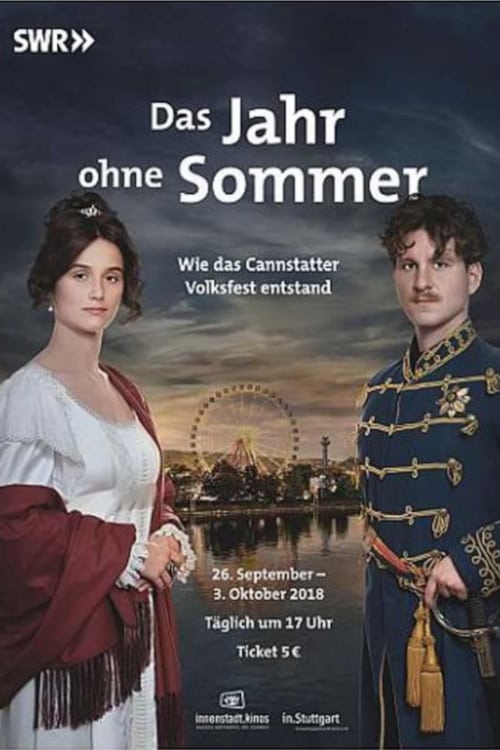 SWR>>
Das Jahr
ohne Sommer
Wie das Cannstatter
Volksfest entstand
26. September –
3. Oktober 2018
Täglich um 17 Uhr
Ticket 5 €
innenstadt.kinos
in.Stuttgart